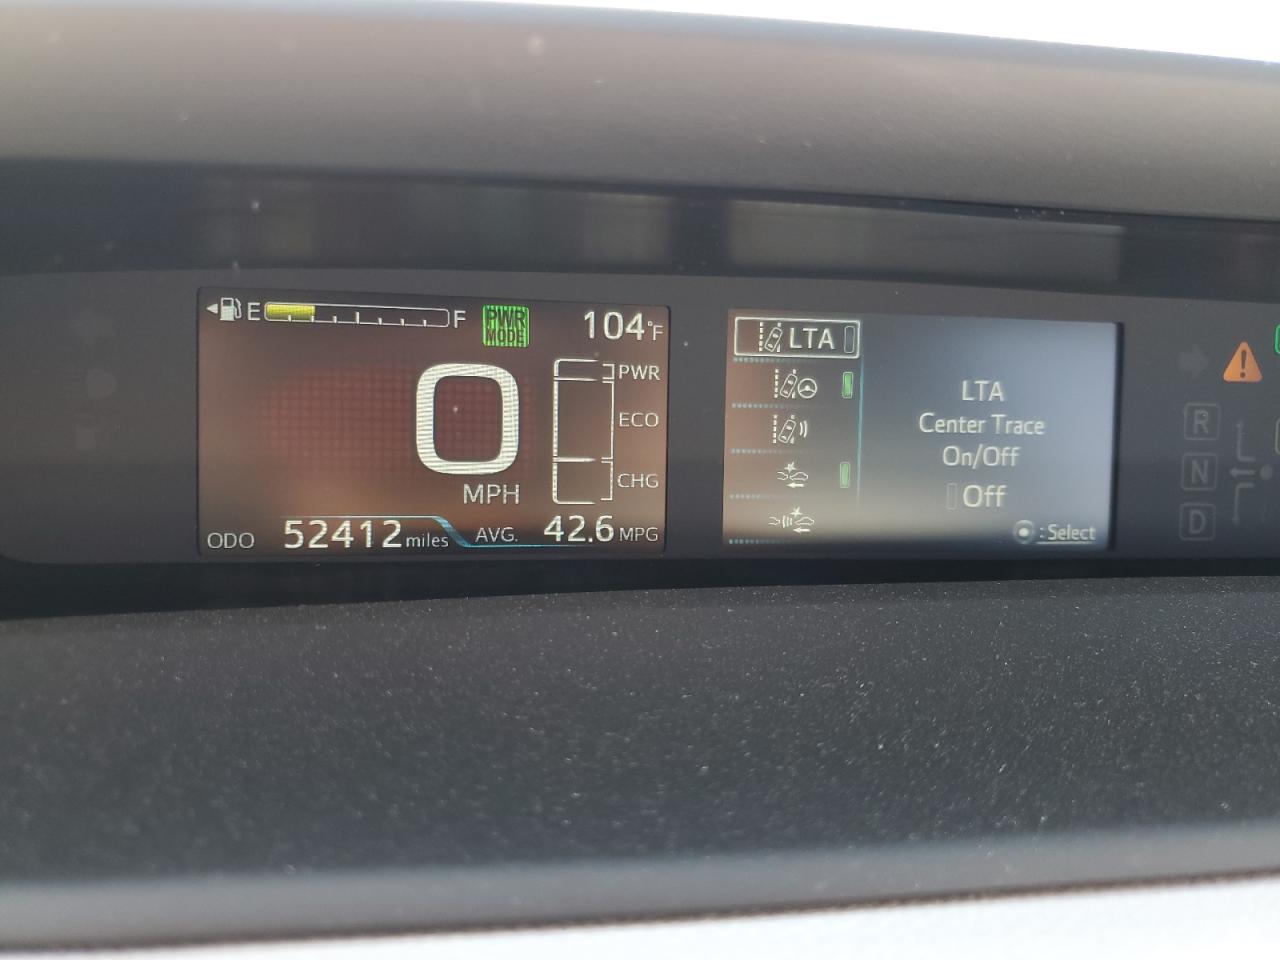 E F PWR MODE 104°F
0
MPH
PWR
ECO
CHG
ODO 52412 miles AVG. 42.6 MPG
LTA
LTA
Center Trace
On/Off
Off
: Select
R
N
D